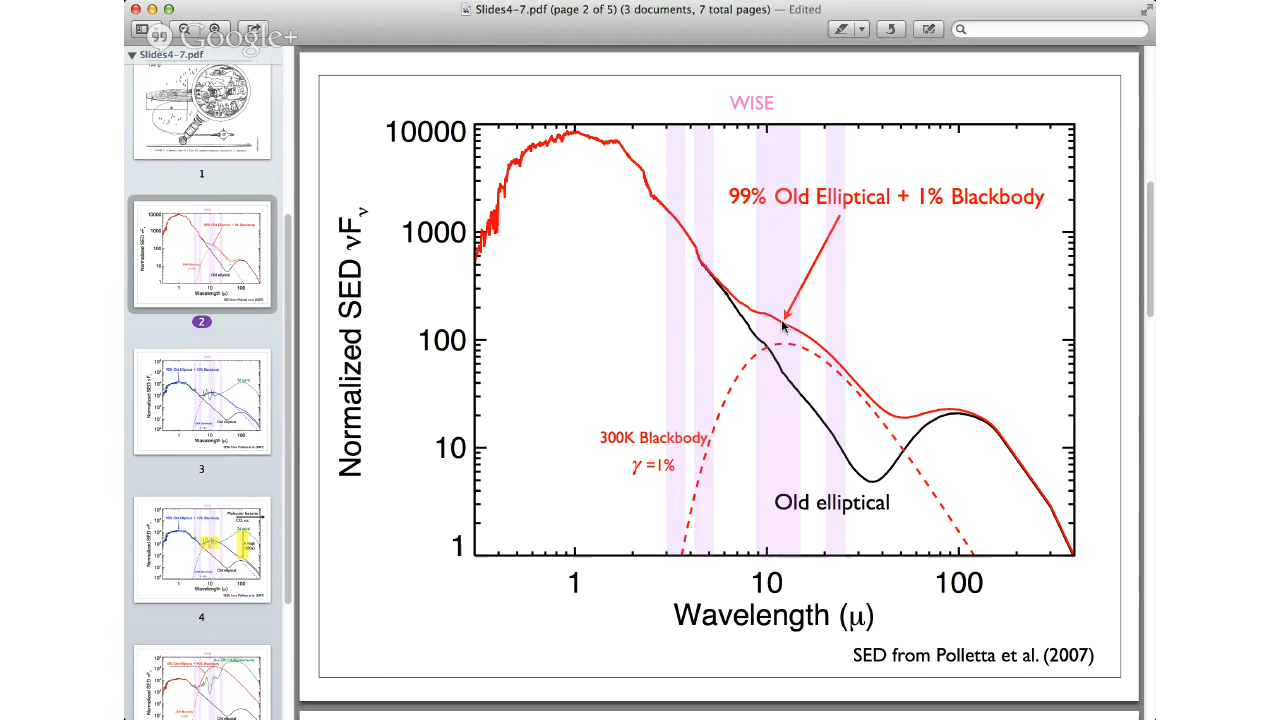 Slides4-7.pdf (page 2 of 5) (3 documents, 7 total pages) — Edited
Google+
Slides4-7.pdf
1
2
3
4
WISE
10000
1000
100
10
1
Normalized SED νFν
99% Old Elliptical + 1% Blackbody
300K Blackbody
γ =1%
Old elliptical
1
10
100
Wavelength (μ)
SED from Polletta et al. (2007)